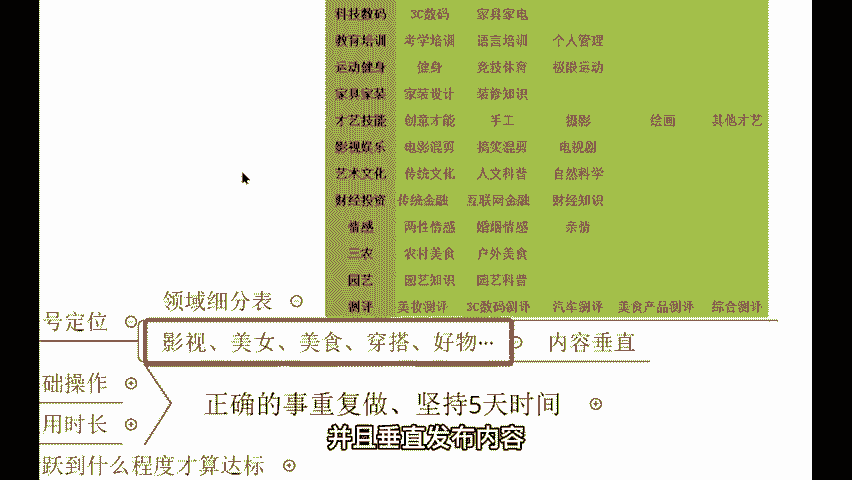 科技数码 3C数码 家具家电
教育培训 考学培训 语言培训 个人管理
运动健身 健身 竞技体育 极限运动
家具家装 家装设计 装修知识
才艺技能 创意才能 手工 摄影 绘画 其他才艺
影视娱乐 电影混剪 搞笑混剪 电视剧
艺术文化 传统文化 人文科普 自然科学
财经投资 传统金融 互联网金融 财经知识
情感 两性情感 婚姻情感 亲情
三农 农村美食 户外美食
园艺 园艺知识 园艺科普
测评 美妆测评 3C数码测评 汽车测评 美食产品测评 综合测评
领域细分表
号定位
影视、美女、美食、穿搭、好物… 内容垂直
础操作
正确的事重复做、坚持5天时间
用时长
并且垂直发布内容
跃到什么程度才算达标